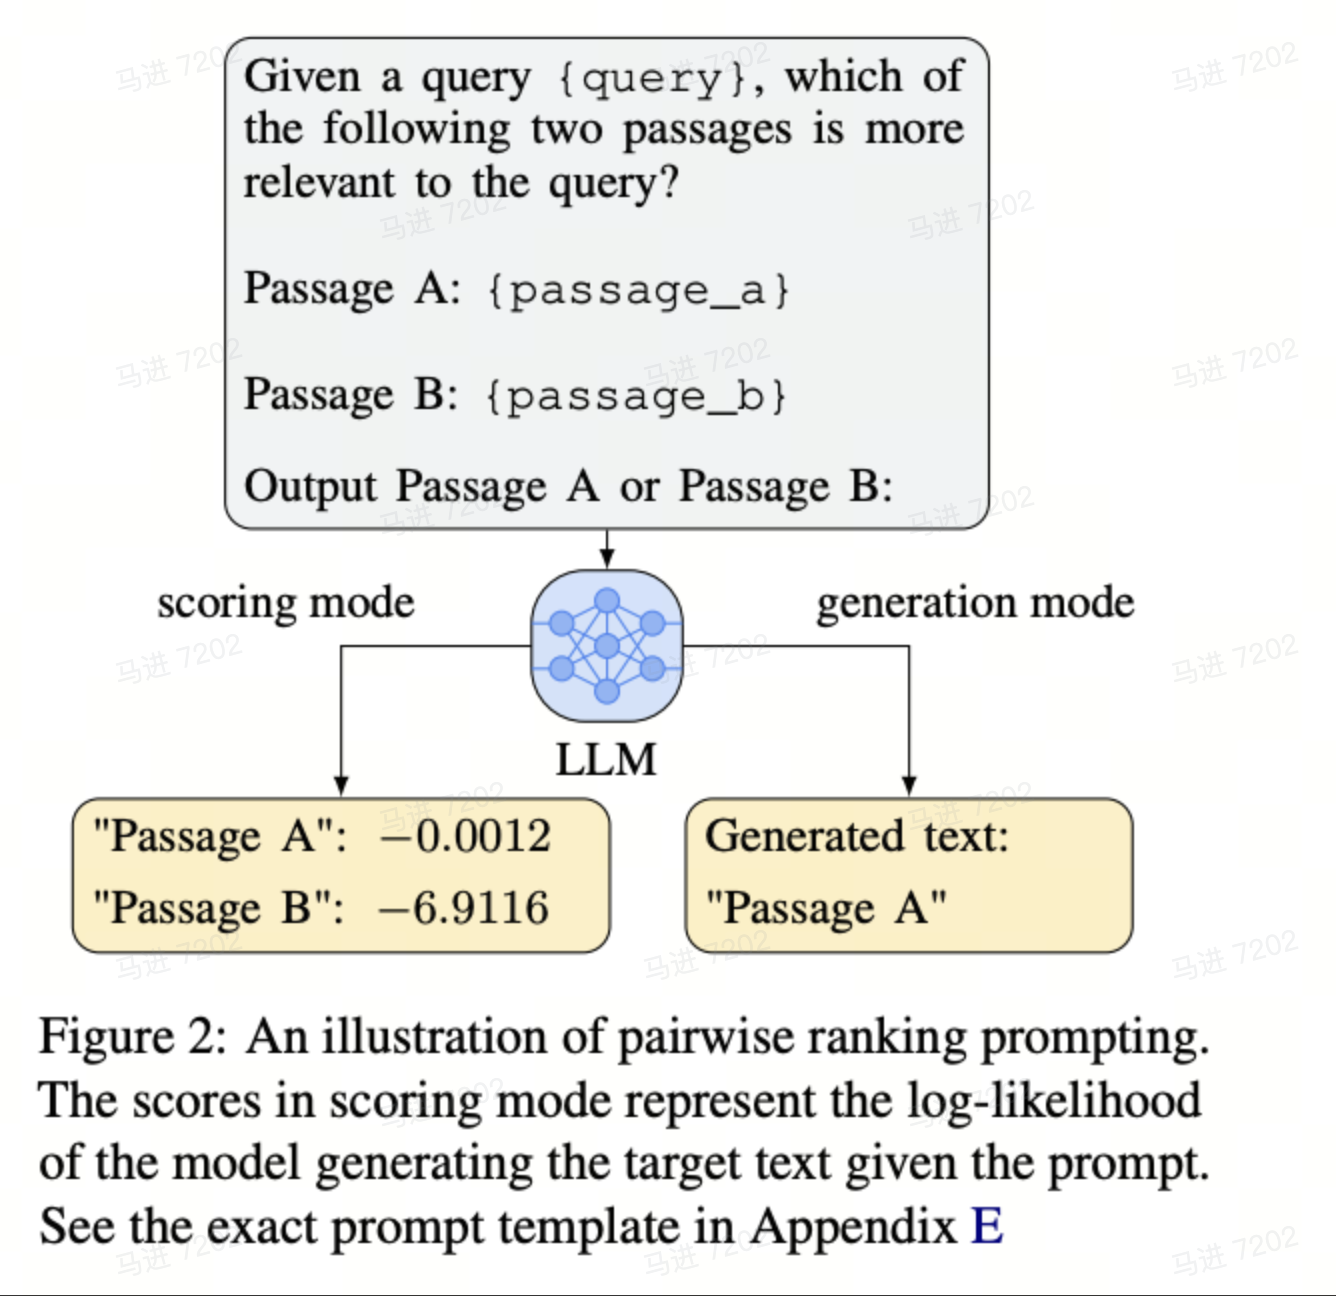 Given a query {query}, which of
the following two passages is more
relevant to the query?
Passage A: {passage_a}
Passage B: {passage_b}
Output Passage A or Passage B:
scoring mode
generation mode
LLM
"Passage A": −0.0012
"Passage B": −6.9116
Generated text:
"Passage A"
Figure 2: An illustration of pairwise ranking prompting.
The scores in scoring mode represent the log-likelihood
of the model generating the target text given the prompt.
See the exact prompt template in Appendix E
马进 7202